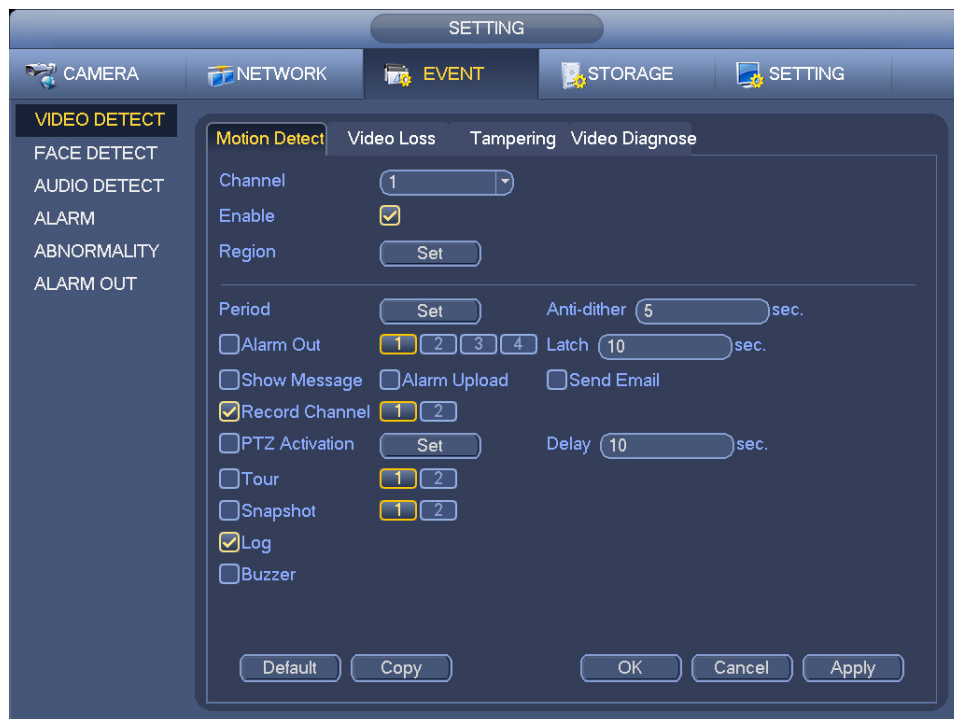 SETTING
CAMERA NETWORK EVENT STORAGE SETTING
VIDEO DETECT
FACE DETECT
AUDIO DETECT
ALARM
ABNORMALITY
ALARM OUT
Motion Detect Video Loss Tampering Video Diagnose
Channel 1
Enable
Region Set
Period Set Anti-dither 5 sec.
Alarm Out 1 2 3 4 Latch 10 sec.
Show Message Alarm Upload Send Email
Record Channel 1 2
PTZ Activation Set Delay 10 sec.
Tour 1 2
Snapshot 1 2
Log
Buzzer
Default Copy OK Cancel Apply